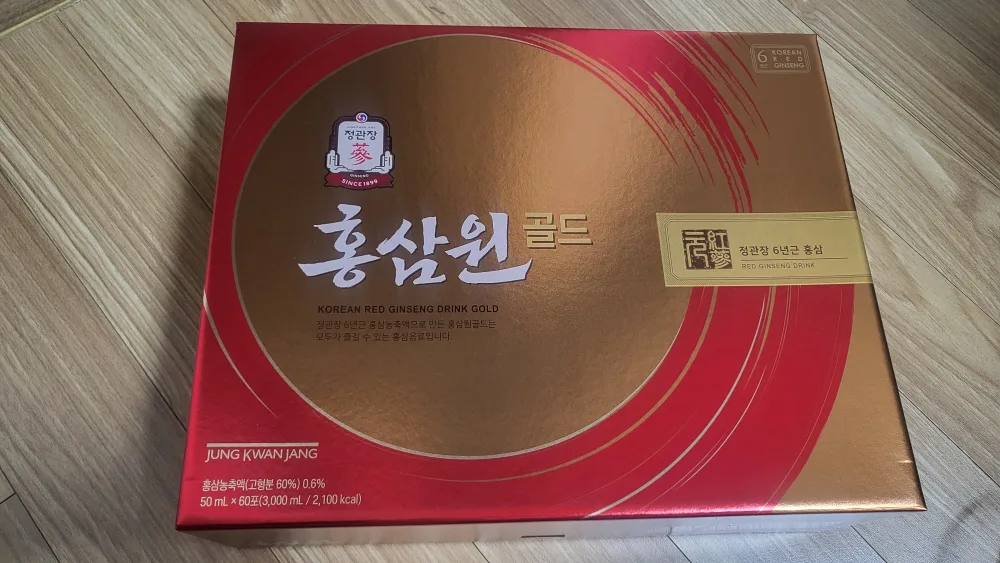 6년근
KOREAN
RED
GINSENG
정관장
蔘
GINSENG
SINCE 1899
홍삼원 골드
KOREAN RED GINSENG DRINK GOLD
정관장 6년근 홍삼농축액으로 만든 홍삼원골드는
모두가 즐길 수 있는 홍삼음료입니다.
紅蔘元
정관장 6년근 홍삼
RED GINSENG DRINK
JUNG KWAN JANG
홍삼농축액(고형분 60%) 0.6%
50 mL × 60포(3,000 mL / 2,100 kcal)